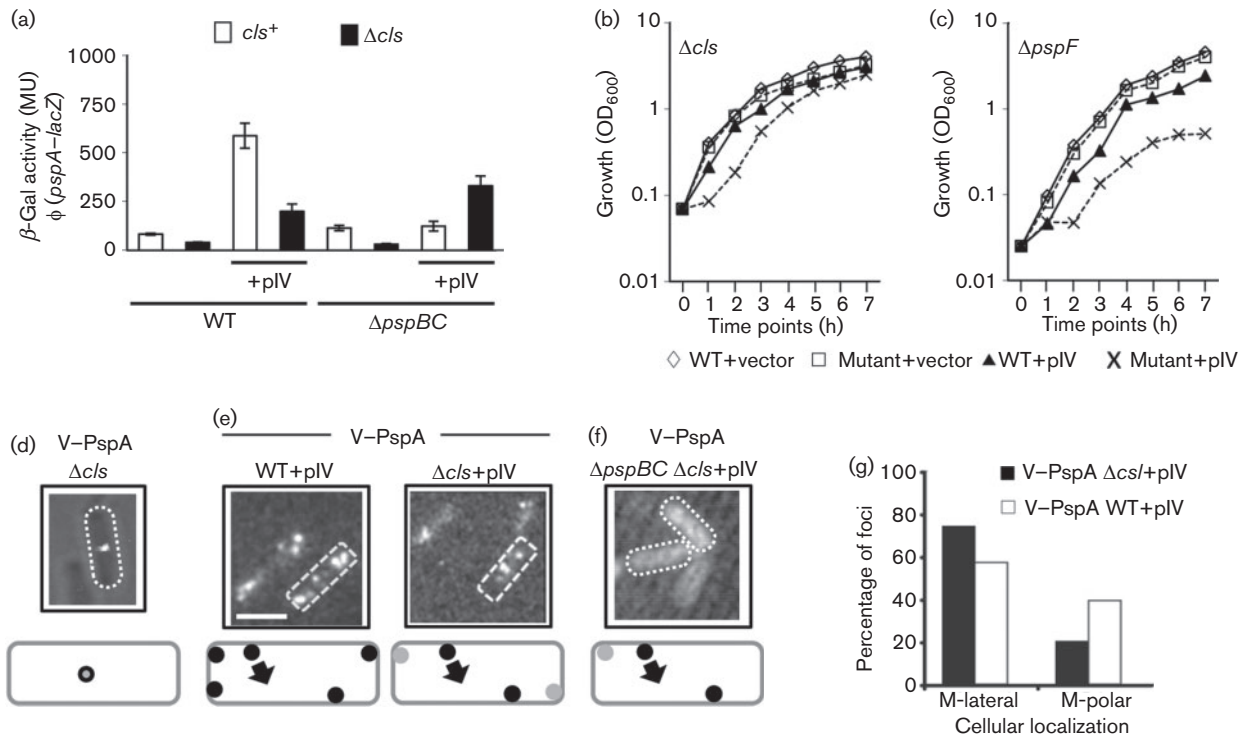 (a)
cls+ Δcls
β-Gal activity (MU)
ϕ (pspA–lacZ)
1000
750
500
250
0
+pIV +pIV
WT ΔpspBC
(b)
Δcls
Growth (OD600)
10
1
0.1
0.01
0 1 2 3 4 5 6 7
Time points (h)
(c)
ΔpspF
Growth (OD600)
10
1
0.1
0.01
0 1 2 3 4 5 6 7
Time points (h)
WT+vector Mutant+vector WT+pIV Mutant+pIV
(d)
V–PspA
Δcls
(e)
V–PspA
WT+pIV Δcls+pIV
(f)
V–PspA
ΔpspBC Δcls+pIV
(g)
V–PspA Δcsl+pIV
V–PspA WT+pIV
Percentage of foci
100
80
60
40
20
0
M-lateral M-polar
Cellular localization